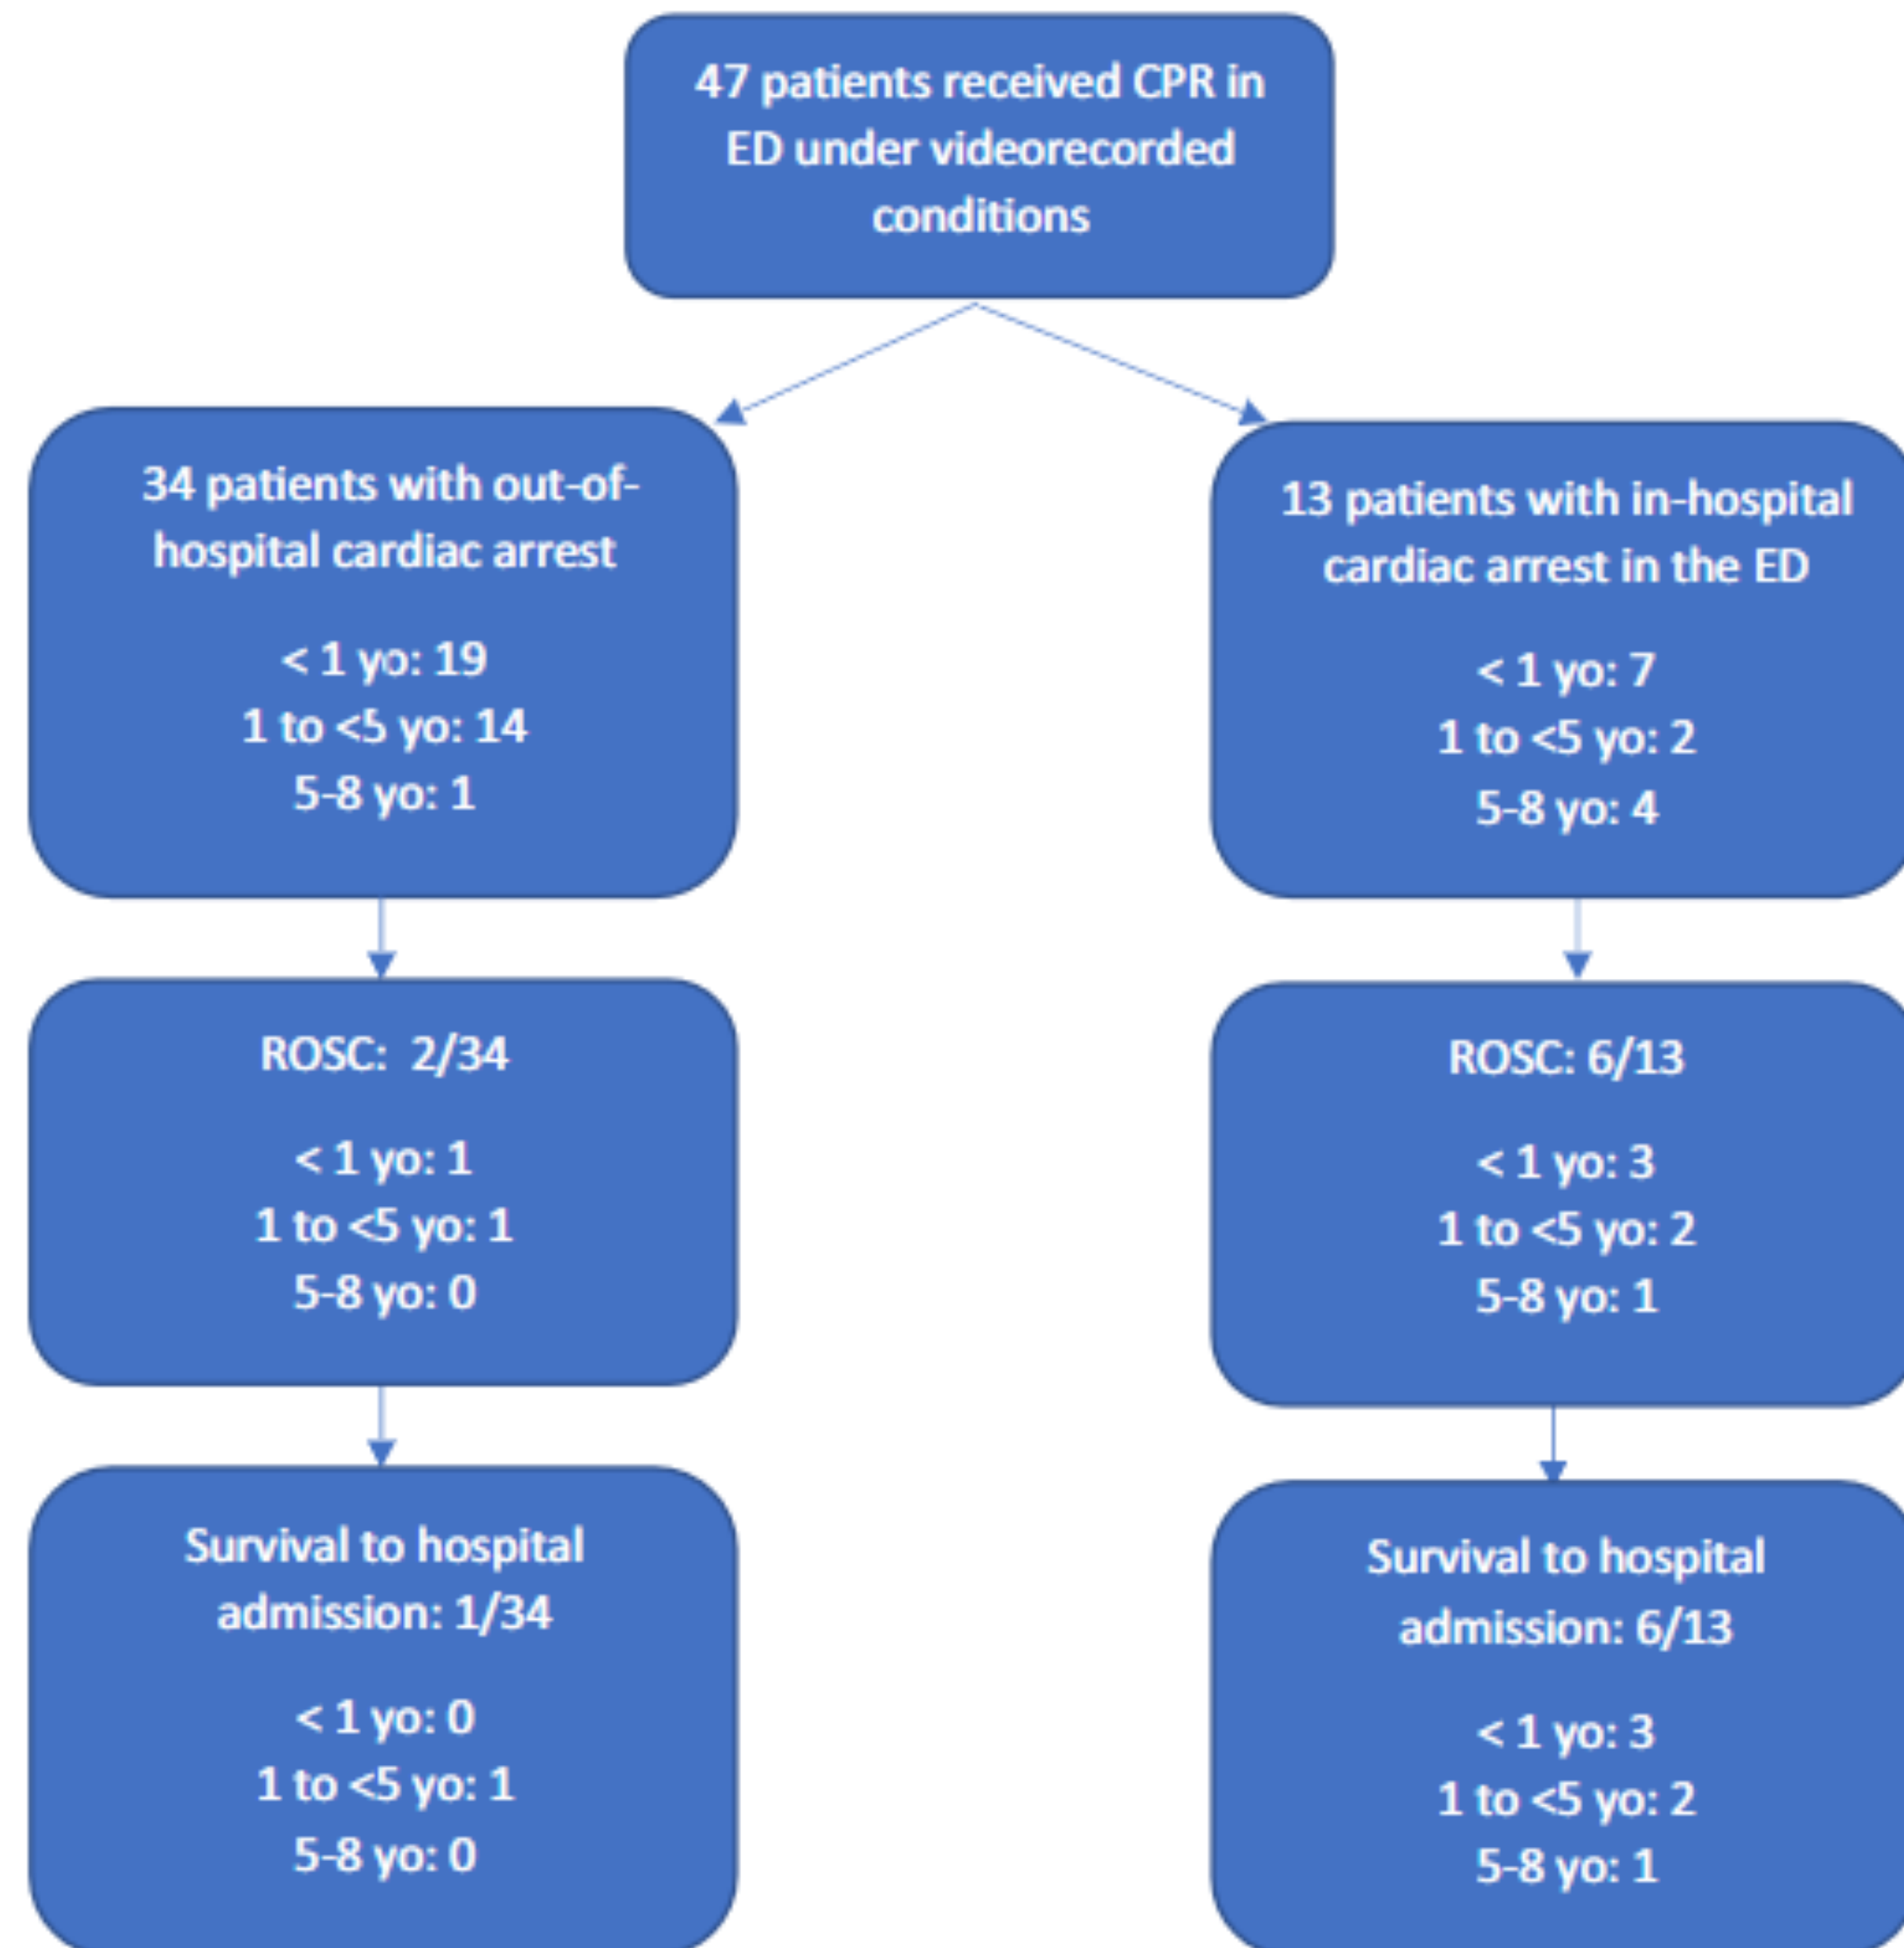 47 patients received CPR in
ED under videorecorded
conditions
34 patients with out-of-
hospital cardiac arrest
< 1 yo: 19
1 to <5 yo: 14
5-8 yo: 1
13 patients with in-hospital
cardiac arrest in the ED
< 1 yo: 7
1 to <5 yo: 2
5-8 yo: 4
ROSC: 2/34
< 1 yo: 1
1 to <5 yo: 1
5-8 yo: 0
ROSC: 6/13
< 1 yo: 3
1 to <5 yo: 2
5-8 yo: 1
Survival to hospital
admission: 1/34
< 1 yo: 0
1 to <5 yo: 1
5-8 yo: 0
Survival to hospital
admission: 6/13
< 1 yo: 3
1 to <5 yo: 2
5-8 yo: 1